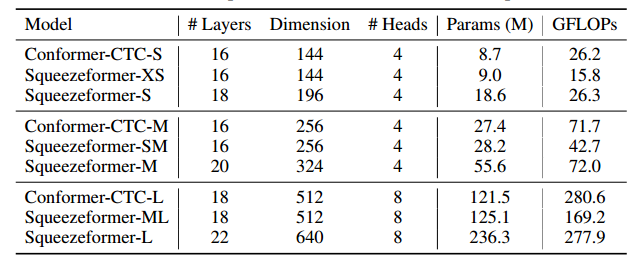 Model # Layers Dimension # Heads Params (M) GFLOPs
Conformer-CTC-S 16 144 4 8.7 26.2
Squeezeformer-XS 16 144 4 9.0 15.8
Squeezeformer-S 18 196 4 18.6 26.3
Conformer-CTC-M 16 256 4 27.4 71.7
Squeezeformer-SM 16 256 4 28.2 42.7
Squeezeformer-M 20 324 4 55.6 72.0
Conformer-CTC-L 18 512 8 121.5 280.6
Squeezeformer-ML 18 512 8 125.1 169.2
Squeezeformer-L 22 640 8 236.3 277.9